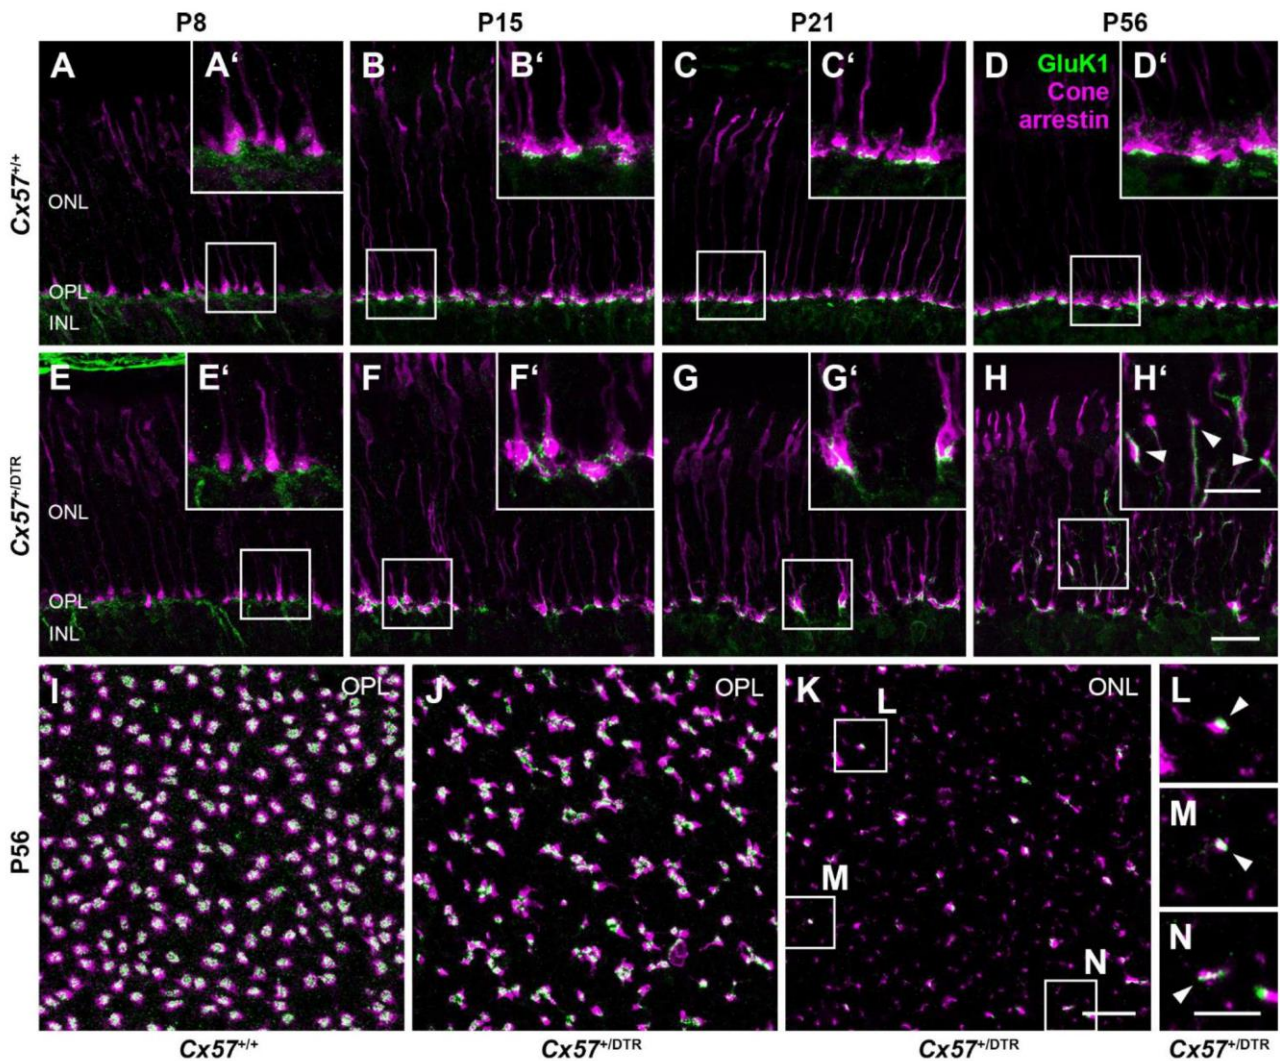 P8 P15 P21 P56
A A‘ B B‘ C C‘ D GluK1 D‘
Cone
arrestin
Cx57+/+
ONL
OPL
INL
E E‘ F F‘ G G‘ H H‘
Cx57+/DTR
ONL
OPL
INL
I OPL J OPL K L ONL L
P56
M M
N N
Cx57+/+ Cx57+/DTR Cx57+/DTR Cx57+/DTR